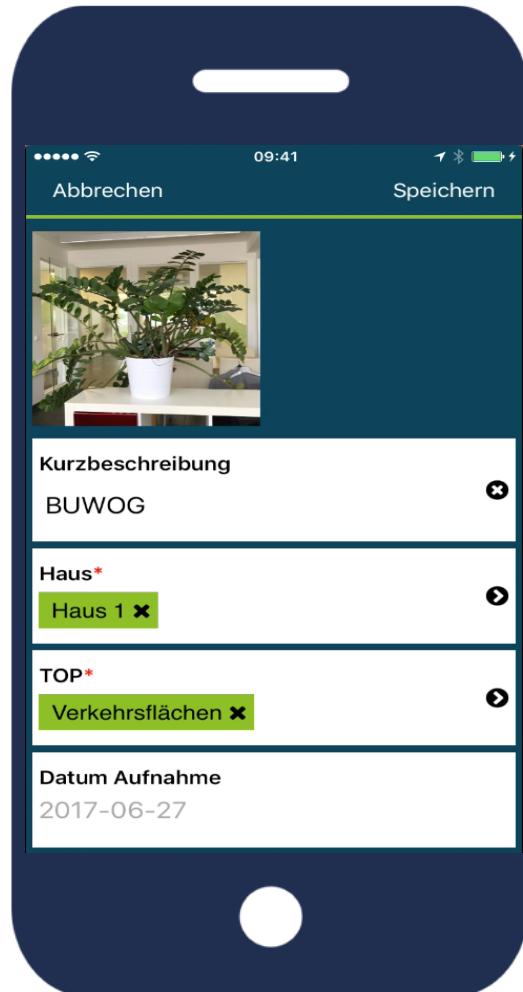 09:41
Abbrechen Speichern
Kurzbeschreibung
BUWOG
Haus*
Haus 1
TOP*
Verkehrsflächen
Datum Aufnahme
2017-06-27